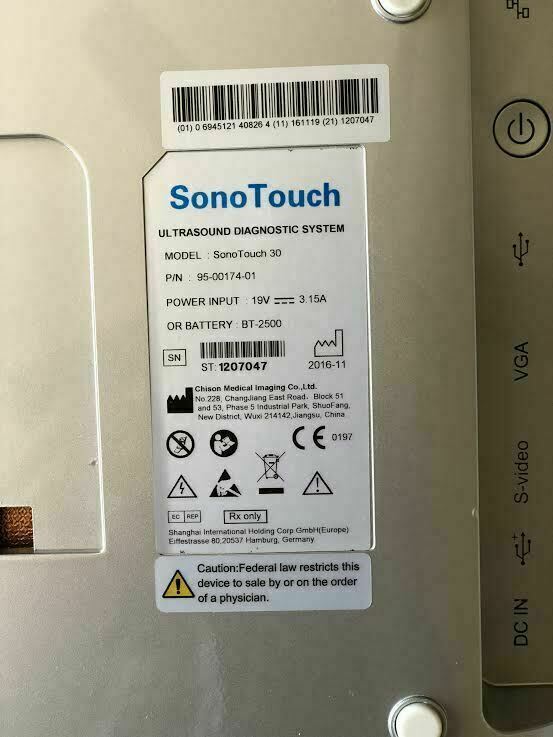 (01) 0 6945121 40826 4 (11) 161119 (21) 1207047
SonoTouch
ULTRASOUND DIAGNOSTIC SYSTEM
MODEL : SonoTouch 30
P/N : 95-00174-01
POWER INPUT : 19V 3.15A
OR BATTERY : BT-2500
SN
ST: 1207047
2016-11
Chison Medical Imaging Co.,Ltd.
No.228, ChangJiang East Road, Block 51
and 53, Phase 5 Industrial Park, ShuoFang,
New District, Wuxi 214142,Jiangsu, China
CE 0197
EC REP
Rx only
Shanghai International Holding Corp GmbH(Europe)
Eiffestrasse 80,20537 Hamburg, Germany
Caution:Federal law restricts this
device to sale by or on the order
of a physician.
VGA
S-video
DC IN